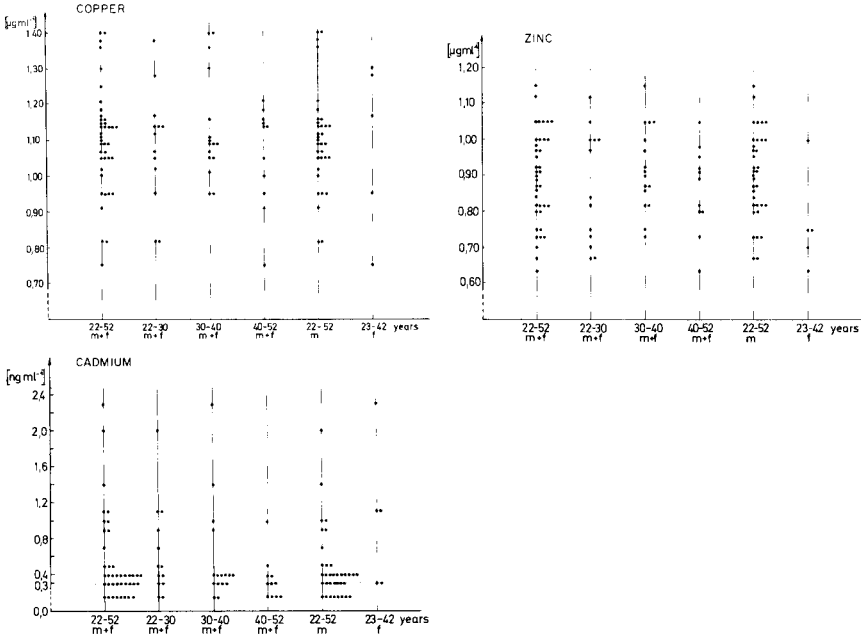 COPPER
[µg ml⁻¹]
1,40
1,30
1,20
1,10
1,00
0,90
0,80
0,70
22-52 22-30 30-40 40-52 22-52 23-42 years
m+f m+f m+f m+f m f
ZINC
[µg ml⁻¹]
1,20
1,10
1,00
0,90
0,80
0,70
0,60
22-52 22-30 30-40 40-52 22-52 23-42 years
m+f m+f m+f m+f m f
CADMIUM
[ng ml⁻¹]
2,4
2,0
1,6
1,2
0,8
0,4
0,3
0,0
22-52 22-30 30-40 40-52 22-52 23-42 years
m+f m+f m+f m+f m f